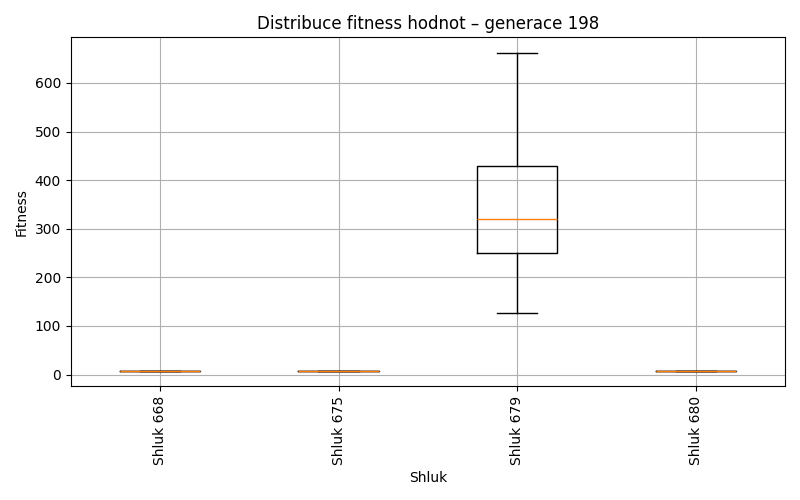 Distribuce fitness hodnot – generace 198
Fitness
600
500
400
300
200
100
0
Shluk 668
Shluk 675
Shluk 679
Shluk 680
Shluk